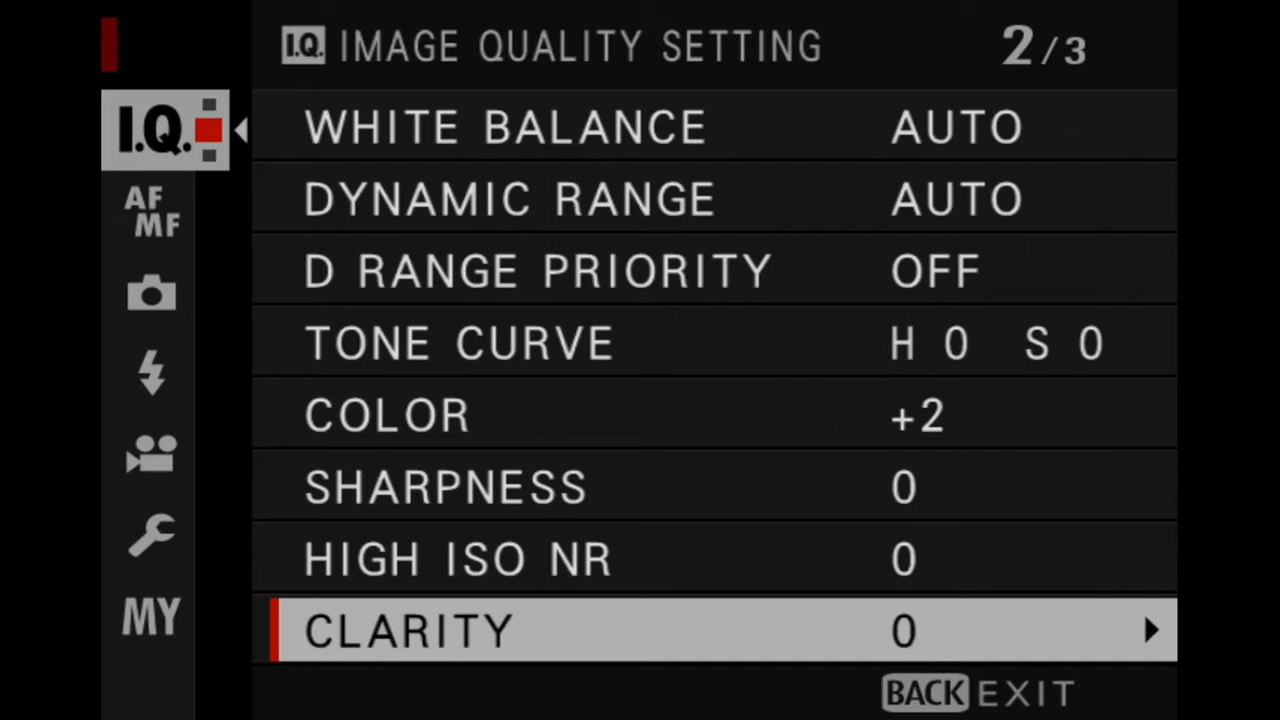 I.Q. IMAGE QUALITY SETTING 2/3
I.Q.
WHITE BALANCE AUTO
DYNAMIC RANGE AUTO
AF
MF
D RANGE PRIORITY OFF
TONE CURVE H 0 S 0
COLOR +2
SHARPNESS 0
HIGH ISO NR 0
MY
CLARITY 0
BACK EXIT